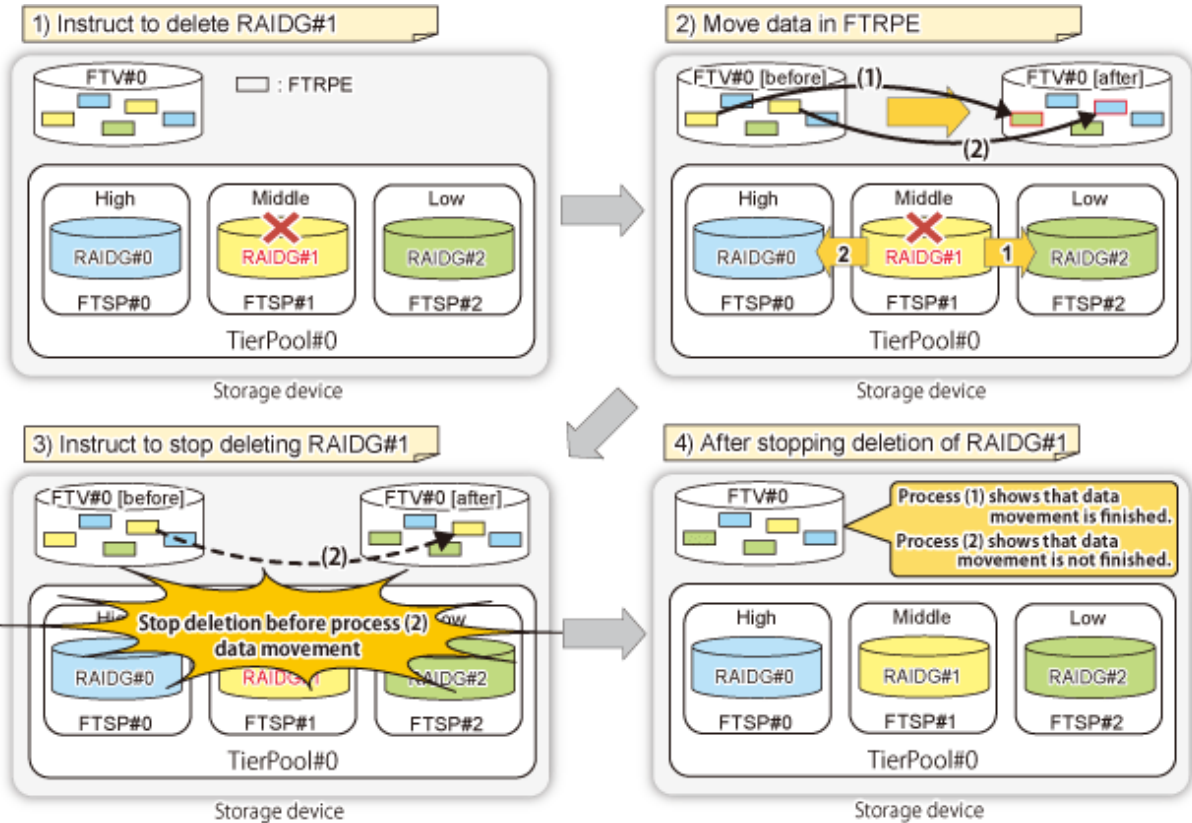 1) Instruct to delete RAIDG#1
FTV#0
: FTRPE
High
Middle
Low
RAIDG#0
RAIDG#1
RAIDG#2
FTSP#0
FTSP#1
FTSP#2
TierPool#0
Storage device
2) Move data in FTRPE
FTV#0 [before]
(1)
FTV#0 [after]
(2)
High
Middle
Low
RAIDG#0
2
RAIDG#1
1
RAIDG#2
FTSP#0
FTSP#1
FTSP#2
TierPool#0
Storage device
3) Instruct to stop deleting RAIDG#1
FTV#0 [before]
FTV#0 [after]
(2)
Stop deletion before process (2)
data movement
RAIDG#0
RAIDG#1
RAIDG#2
FTSP#0
FTSP#1
FTSP#2
TierPool#0
Storage device
4) After stopping deletion of RAIDG#1
FTV#0
Process (1) shows that data
movement is finished.
Process (2) shows that data
movement is not finished.
High
Middle
Low
RAIDG#0
RAIDG#1
RAIDG#2
FTSP#0
FTSP#1
FTSP#2
TierPool#0
Storage device